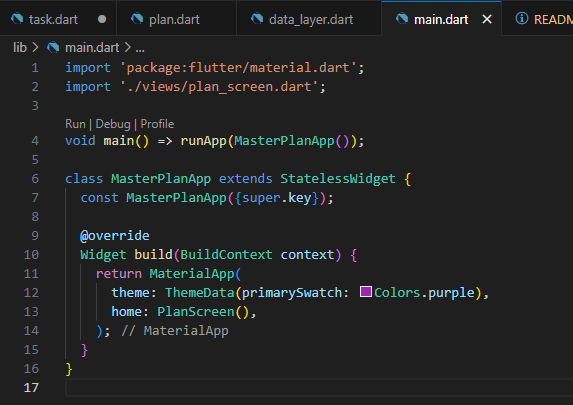 task.dart plan.dart data_layer.dart main.dart README
lib > main.dart > ...
1 import 'package:flutter/material.dart';
2 import './views/plan_screen.dart';
3
Run | Debug | Profile
4 void main() => runApp(MasterPlanApp());
5
6 class MasterPlanApp extends StatelessWidget {
7 const MasterPlanApp({super.key});
8
9 @override
10 Widget build(BuildContext context) {
11 return MaterialApp(
12 theme: ThemeData(primarySwatch: Colors.purple),
13 home: PlanScreen(),
14 ); // MaterialApp
15 }
16 }
17